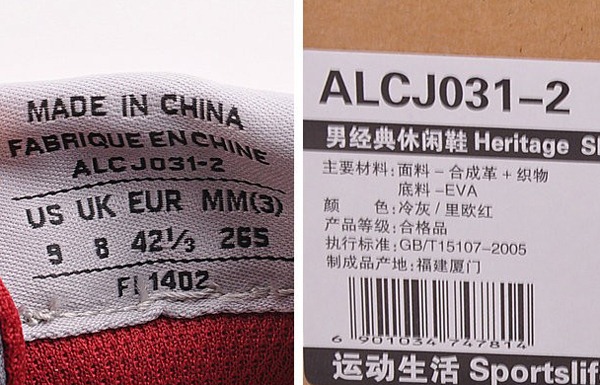 MADE IN CHINA
FABRIQUE EN CHINE
ALCJ031-2
US UK EUR MM(3)
9 8 42⅓ 265
FL 1402
ALCJ031-2
男经典休闲鞋 Heritage S
主要材料:面料-合成革+织物
底料-EVA
颜 色:冷灰/里欧红
产品等级:合格品
执行标准:GB/T15107-2005
制成品产地:福建厦门
6 901034 747814
运动生活 Sportslif